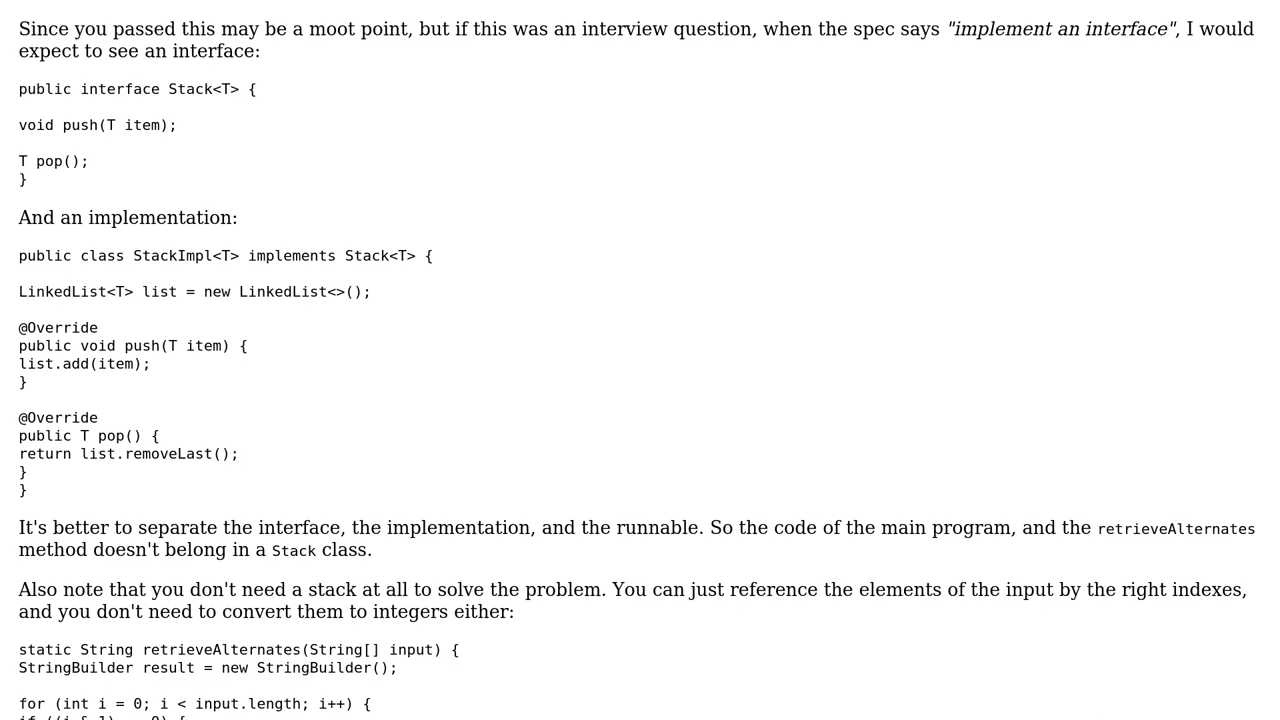 Since you passed this may be a moot point, but if this was an interview question, when the spec says "implement an interface", I would
expect to see an interface:
public interface Stack<T> {
void push(T item);
T pop();
}
And an implementation:
public class StackImpl<T> implements Stack<T> {
LinkedList<T> list = new LinkedList<>();
@Override
public void push(T item) {
list.add(item);
}
@Override
public T pop() {
return list.removeLast();
}
}
It's better to separate the interface, the implementation, and the runnable. So the code of the main program, and the retrieveAlternates
method doesn't belong in a Stack class.
Also note that you don't need a stack at all to solve the problem. You can just reference the elements of the input by the right indexes,
and you don't need to convert them to integers either:
static String retrieveAlternates(String[] input) {
StringBuilder result = new StringBuilder();
for (int i = 0; i < input.length; i++) {